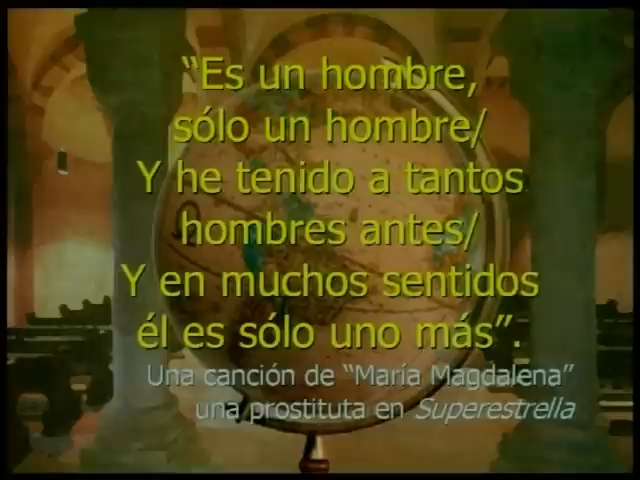 “Es un hombre,
sólo un hombre/
Y he tenido a tantos
hombres antes/
Y en muchos sentidos
él es sólo uno más”.
Una canción de “María Magdalena”
una prostituta en Superestrella